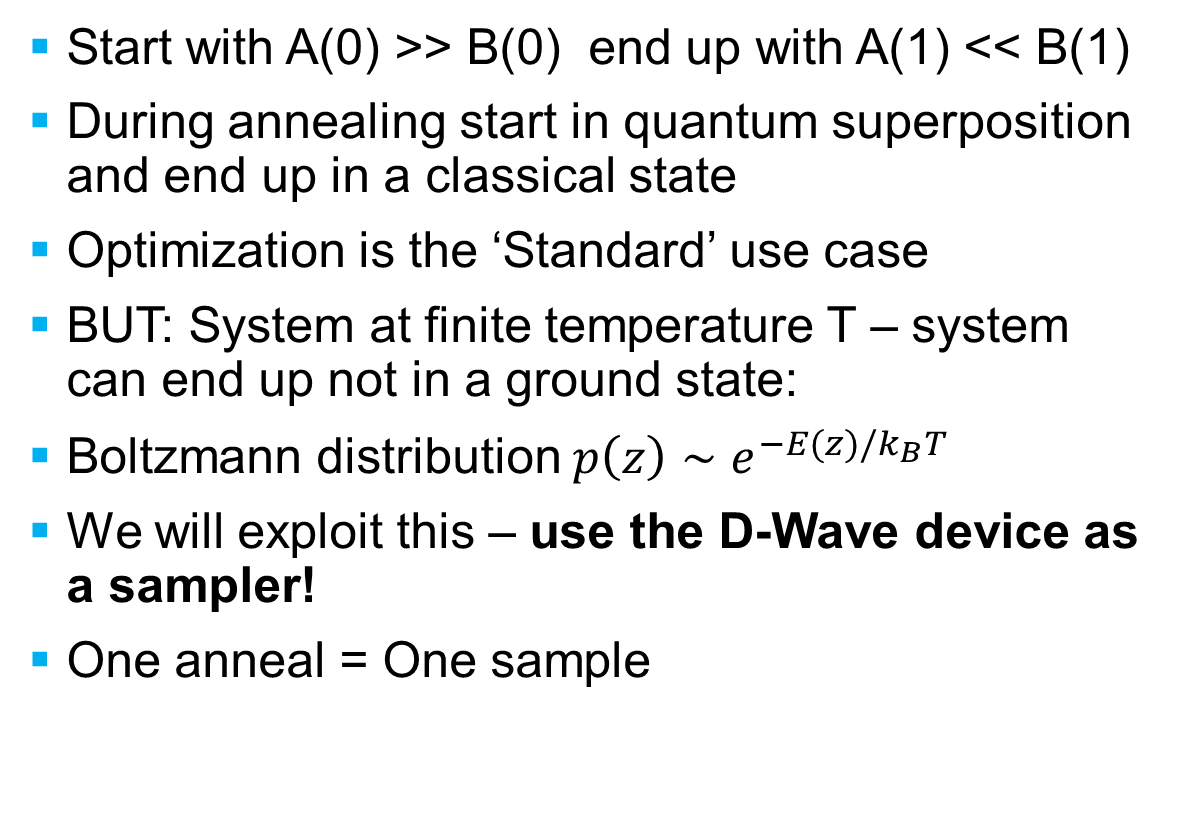 ▪ Start with A(0) >> B(0)  end up with A(1) << B(1)
▪ During annealing start in quantum superposition
and end up in a classical state
▪ Optimization is the ‘Standard’ use case
▪ BUT: System at finite temperature T – system
can end up not in a ground state:
▪ Boltzmann distribution p(z) ~ e^{−E(z)/k_B T}
▪ We will exploit this – use the D-Wave device as
a sampler!
▪ One anneal = One sample